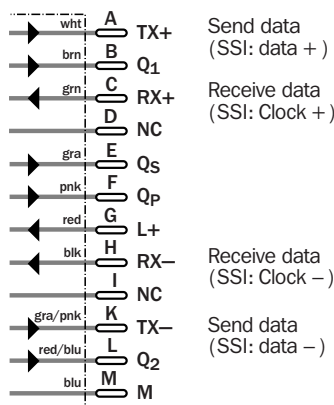 wht A TX+ Send data
(SSI: data +)
brn B Q1
grn C RX+ Receive data
(SSI: Clock +)
D NC
gra E QS
pnk F QP
red G L+
blk H RX– Receive data
(SSI: Clock –)
I NC
gra/pnk K TX– Send data
(SSI: data –)
red/blu L Q2
blu M M